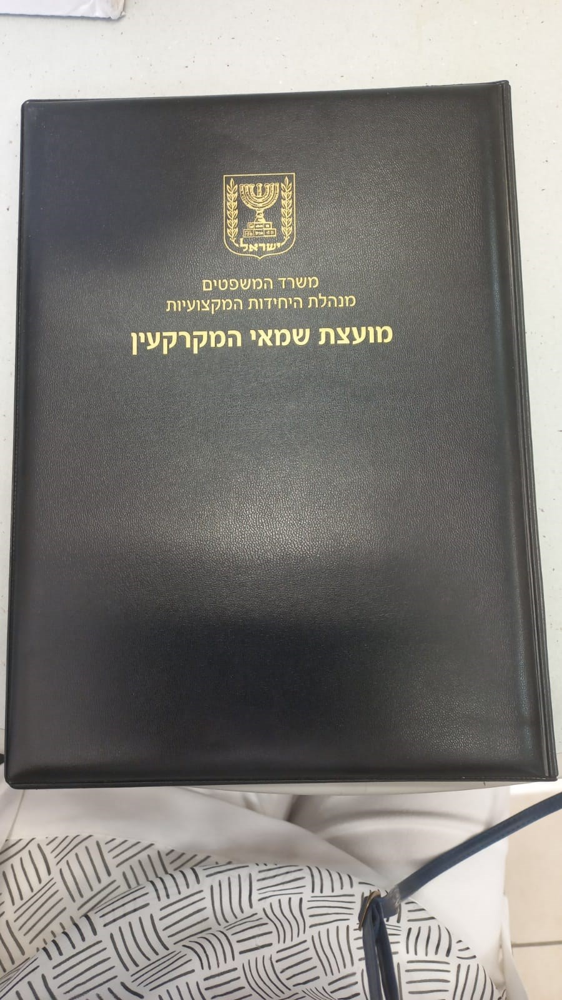 ישראל
משרד המשפטים
מנהלת היחידות המקצועיות
מועצת שמאי המקרקעין